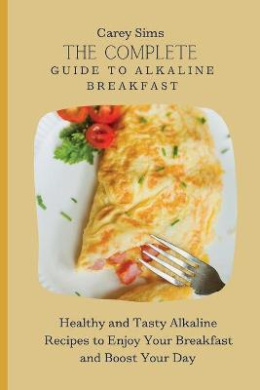 Carey Sims
THE COMPLETE
GUIDE TO ALKALINE
BREAKFAST
Healthy and Tasty Alkaline
Recipes to Enjoy Your Breakfast
and Boost Your Day